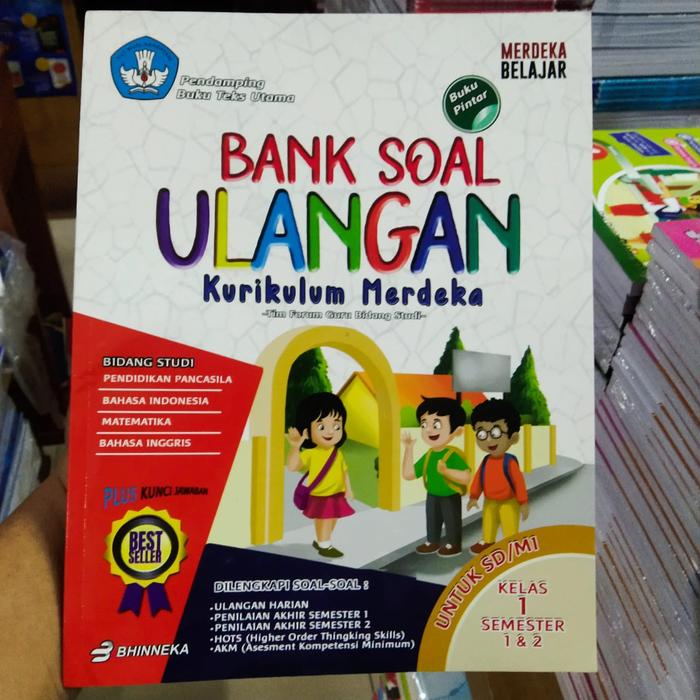 Pendamping
Buku Teks Utama
MERDEKA
BELAJAR
Buku
Pintar
BANK SOAL
ULANGAN
Kurikulum Merdeka
-Tim Forum Guru Bidang Studi-
BIDANG STUDI
PENDIDIKAN PANCASILA
BAHASA INDONESIA
MATEMATIKA
BAHASA INGGRIS
PLUS KUNCI JAWABAN
BEST
SELLER
DILENGKAPI SOAL-SOAL :
•ULANGAN HARIAN
•PENILAIAN AKHIR SEMESTER 1
•PENILAIAN AKHIR SEMESTER 2
•HOTS (Higher Order Thingking Skills)
•AKM (Asesment Kompetensi Minimum)
UNTUK SD/MI
KELAS
1
SEMESTER
1 & 2
BHINNEKA